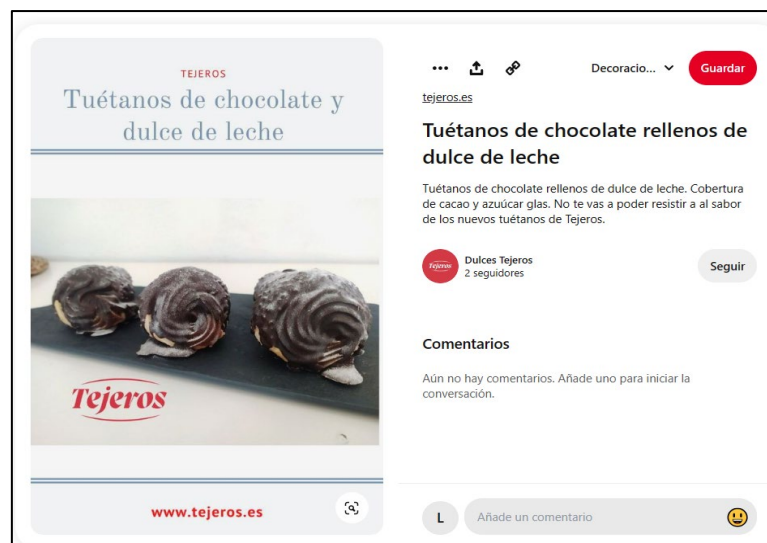 TEJEROS
Tuétanos de chocolate y
dulce de leche
Tejeros
www.tejeros.es
Decoracio...
Guardar
tejeros.es
Tuétanos de chocolate rellenos de
dulce de leche
Tuétanos de chocolate rellenos de dulce de leche. Cobertura
de cacao y azuúcar glas. No te vas a poder resistir a al sabor
de los nuevos tuétanos de Tejeros.
Tejeros
Dulces Tejeros
2 seguidores
Seguir
Comentarios
Aún no hay comentarios. Añade uno para iniciar la
conversación.
L
Añade un comentario